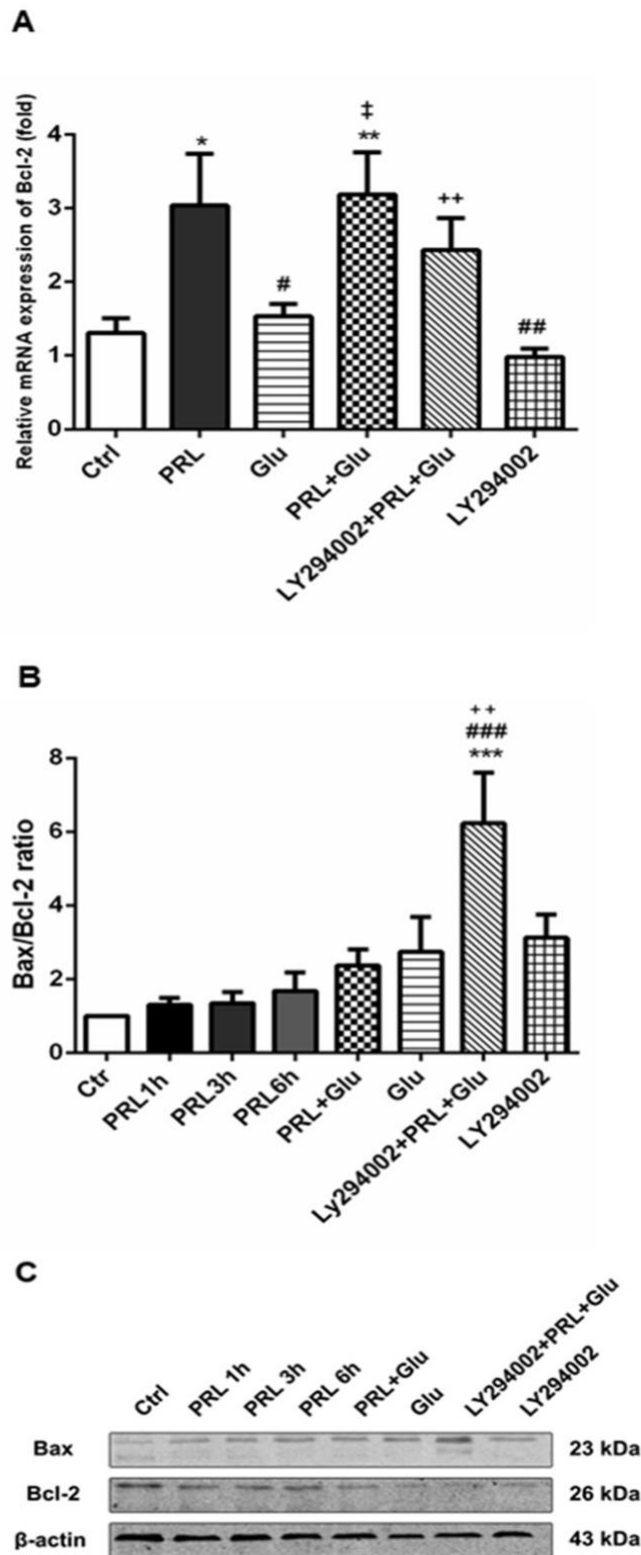 A
Relative mRNA expression of Bcl-2 (fold)
4
3
2
1
0
*
#
‡
**
++
##
Ctrl
PRL
Glu
PRL+Glu
LY294002+PRL+Glu
LY294002
B
Bax/Bcl-2 ratio
8
6
4
2
0
++
###
***
Ctr
PRL1h
PRL3h
PRL6h
PRL+Glu
Glu
Ly294002+PRL+Glu
LY294002
C
Ctrl
PRL 1h
PRL 3h
PRL 6h
PRL+Glu
Glu
LY294002+PRL+Glu
LY294002
Bax 23 kDa
Bcl-2 26 kDa
β-actin 43 kDa